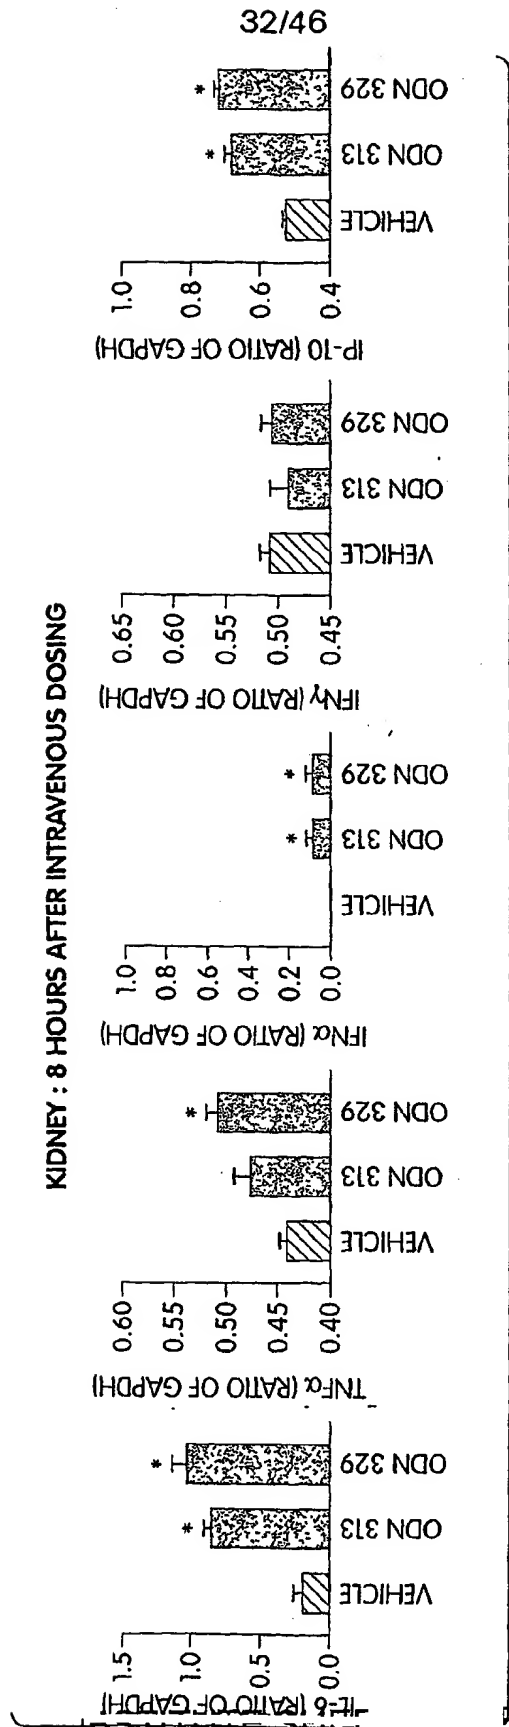 32/46
KIDNEY : 8 HOURS AFTER INTRAVENOUS DOSING
IL-6 (RATIO OF GAPDH)
1.5
1.0
0.5
0.0
VEHICLE
ODN 313
* 
ODN 329
*
TNFα (RATIO OF GAPDH)
0.60
0.55
0.50
0.45
0.40
VEHICLE
ODN 313
ODN 329
*
IFNα (RATIO OF GAPDH)
1.0
0.8
0.6
0.4
0.2
0.0
VEHICLE
ODN 313
*
ODN 329
*
IFNγ (RATIO OF GAPDH)
0.65
0.60
0.55
0.50
0.45
VEHICLE
ODN 313
ODN 329
IP-10 (RATIO OF GAPDH)
1.0
0.8
0.6
0.4
VEHICLE
ODN 313
*
ODN 329
*